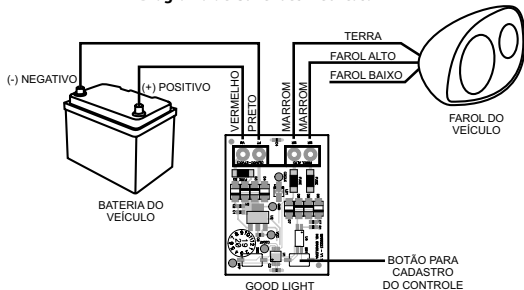 TERRA
FAROL ALTO
FAROL BAIXO
(-) NEGATIVO
(+) POSITIVO
VERMELHO
PRETO
MARROM
MARROM
FAROL DO
VEÍCULO
BATERIA DO
VEÍCULO
BOTÃO PARA
CADASTRO
DO CONTROLE
GOOD LIGHT